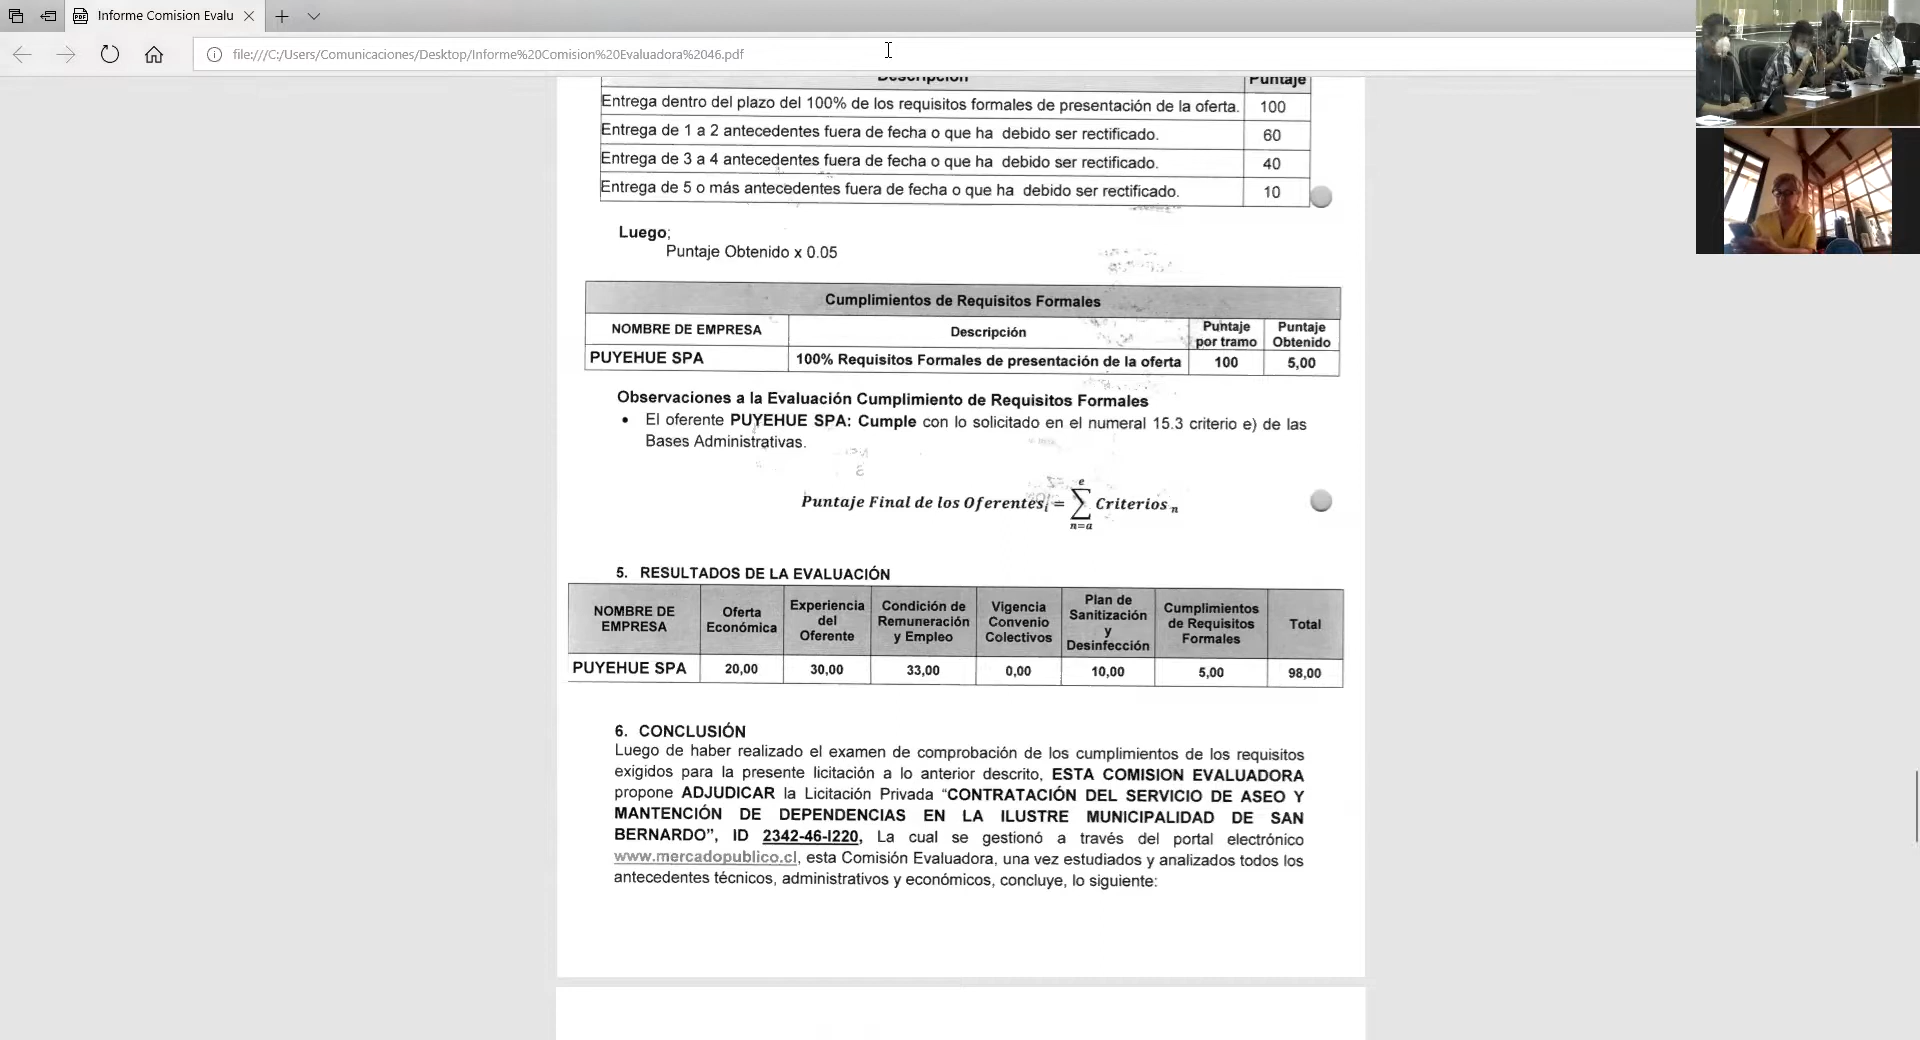 Informe Comision Evalu
file:///C:/Users/Comunicaciones/Desktop/Informe%20Comision%20Evaluadora%2046.pdf
Descripción Puntaje
Entrega dentro del plazo del 100% de los requisitos formales de presentación de la oferta. 100
Entrega de 1 a 2 antecedentes fuera de fecha o que ha debido ser rectificado. 60
Entrega de 3 a 4 antecedentes fuera de fecha o que ha debido ser rectificado. 40
Entrega de 5 o más antecedentes fuera de fecha o que ha debido ser rectificado. 10
Luego;
Puntaje Obtenido x 0.05
Cumplimientos de Requisitos Formales
NOMBRE DE EMPRESA Descripción Puntaje por tramo Puntaje Obtenido
PUYEHUE SPA 100% Requisitos Formales de presentación de la oferta 100 5,00
Observaciones a la Evaluación Cumplimiento de Requisitos Formales
• El oferente PUYEHUE SPA: Cumple con lo solicitado en el numeral 15.3 criterio e) de las
Bases Administrativas.
Puntaje Final de los Oferentes i = e ∑ n=a Criterios n
5. RESULTADOS DE LA EVALUACIÓN
NOMBRE DE EMPRESA Oferta Económica Experiencia del Oferente Condición de Remuneración y Empleo Vigencia Convenio Colectivos Plan de Sanitización y Desinfección Cumplimientos de Requisitos Formales Total
PUYEHUE SPA 20,00 30,00 33,00 0,00 10,00 5,00 98,00
6. CONCLUSIÓN
Luego de haber realizado el examen de comprobación de los cumplimientos de los requisitos
exigidos para la presente licitación a lo anterior descrito, ESTA COMISION EVALUADORA
propone ADJUDICAR la Licitación Privada “CONTRATACIÓN DEL SERVICIO DE ASEO Y
MANTENCIÓN DE DEPENDENCIAS EN LA ILUSTRE MUNICIPALIDAD DE SAN
BERNARDO”, ID 2342-46-I220, La cual se gestionó a través del portal electrónico
www.mercadopublico.cl, esta Comisión Evaluadora, una vez estudiados y analizados todos los
antecedentes técnicos, administrativos y económicos, concluye, lo siguiente: